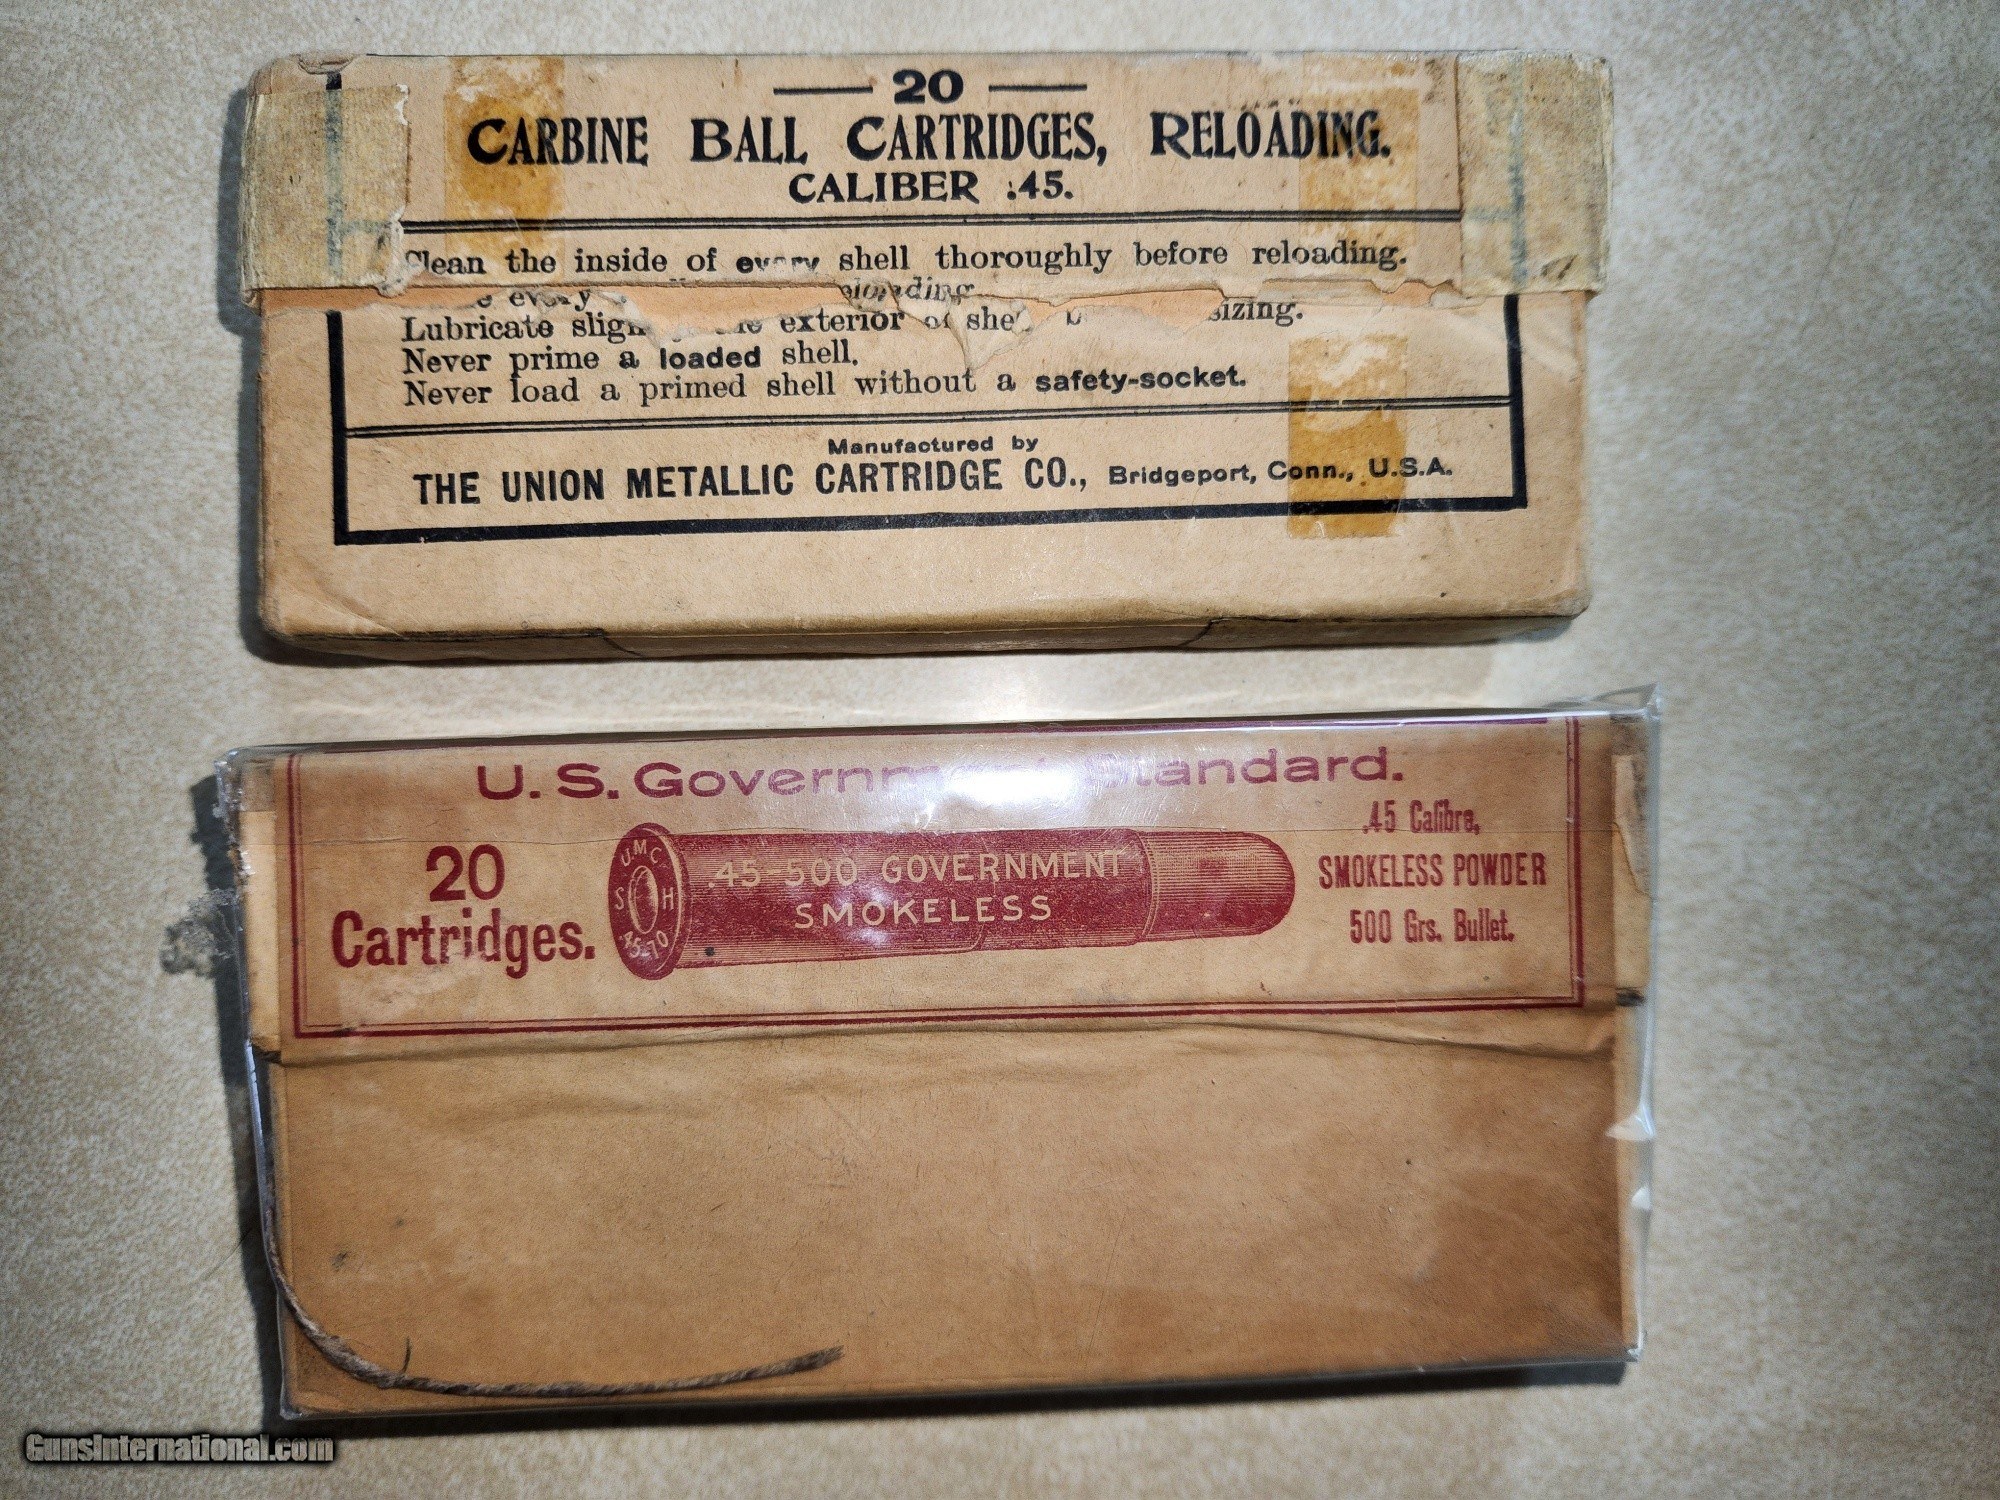 — 20 —
CARBINE BALL CARTRIDGES, RELOADING.
CALIBER .45.
Clean the inside of every shell thoroughly before reloading.
every
Lubricate exterior of sizing.
Never prime a loaded shell.
Never load a primed shell without a safety-socket.
Manufactured by
THE UNION METALLIC CARTRIDGE CO., Bridgeport, Conn., U.S.A.
U.S. Government Standard.
20
Cartridges.
UMC
S H
45-70
.45-500 GOVERNMENT
SMOKELESS
.45 Calibre,
SMOKELESS POWDER
500 Grs. Bullet.
GunsInternational.com